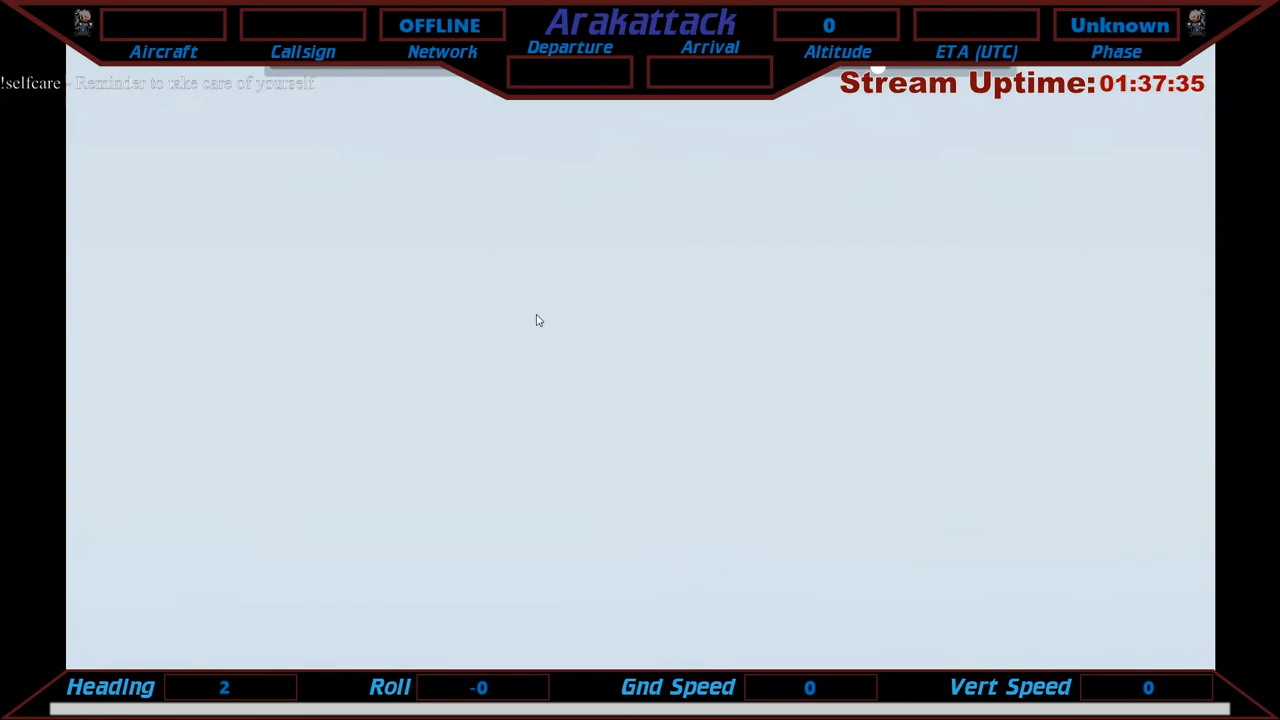 OFFLINE Arakattack 0 Unknown
Aircraft Callsign Network Departure Arrival Altitude ETA (UTC) Phase
!selfcare - Reminder to take care of yourself
Stream Uptime: 01:37:35
Heading 2 Roll -0 Gnd Speed 0 Vert Speed 0